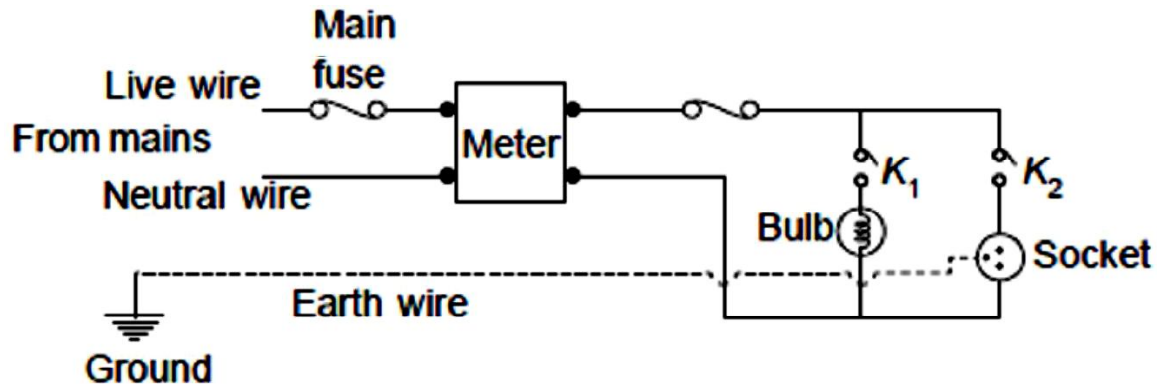 Main
fuse
Live wire
From mains
Neutral wire
Meter
K1
K2
Bulb
Socket
Earth wire
Ground